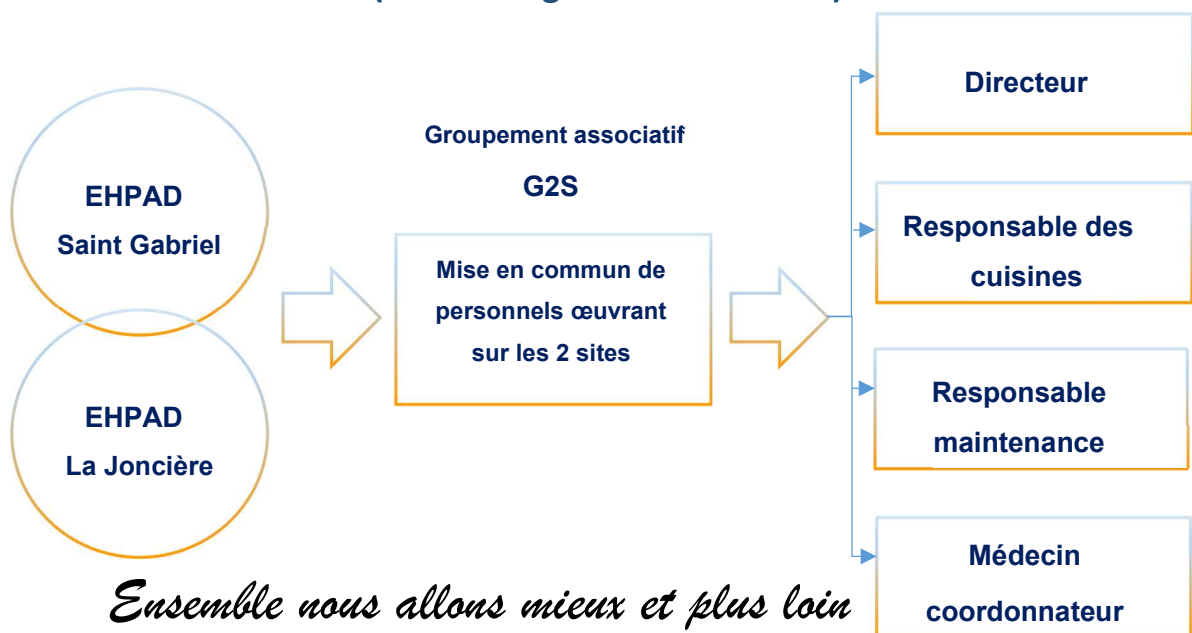 EHPAD
Saint Gabriel
EHPAD
La Joncière
Groupement associatif
G2S
Mise en commun de
personnels œuvrant
sur les 2 sites
Directeur
Responsable des
cuisines
Responsable
maintenance
Médecin
coordonnateur
Ensemble nous allons mieux et plus loin